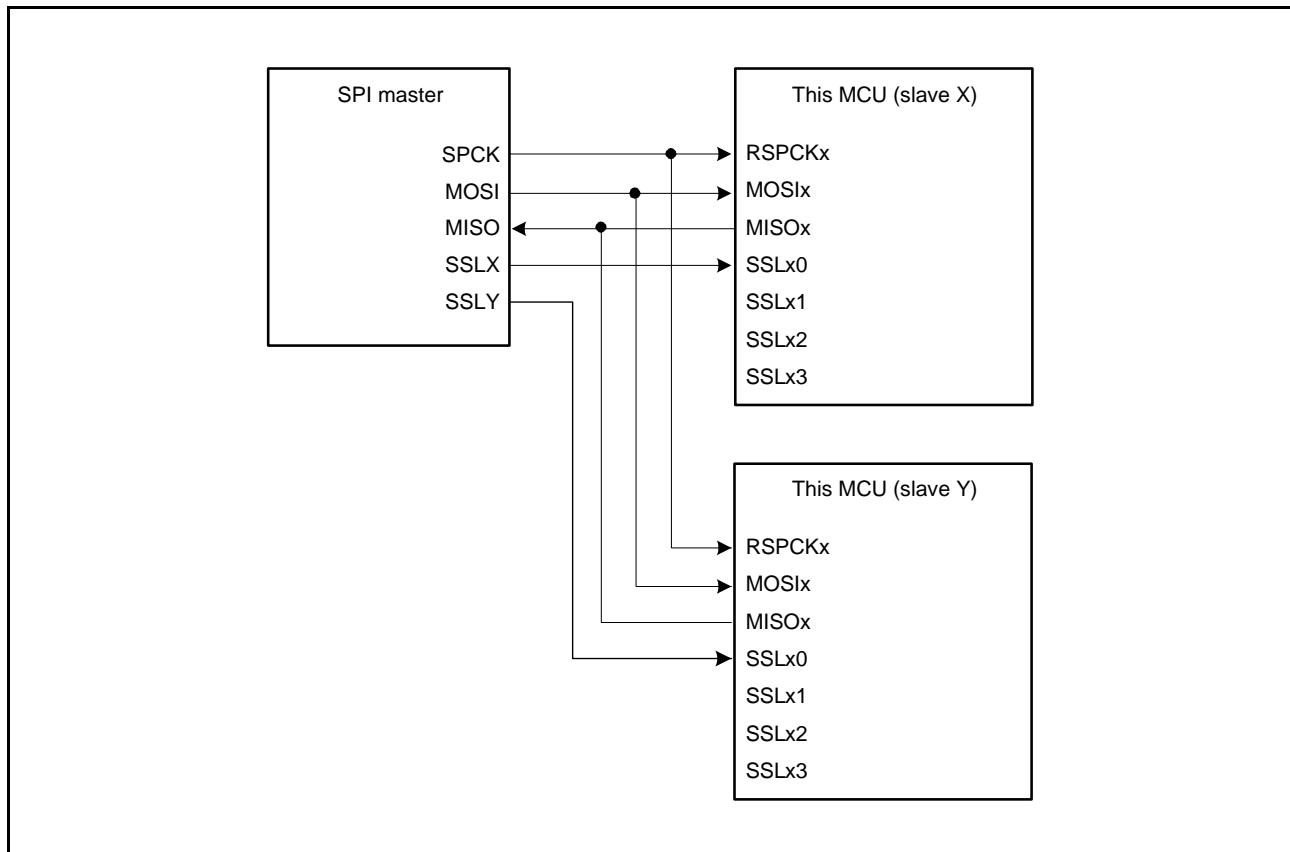 SPI master
SPCK
MOSI
MISO
SSLX
SSLY
This MCU (slave X)
RSPCKx
MOSIx
MISOx
SSLx0
SSLx1
SSLx2
SSLx3
This MCU (slave Y)
RSPCKx
MOSIx
MISOx
SSLx0
SSLx1
SSLx2
SSLx3